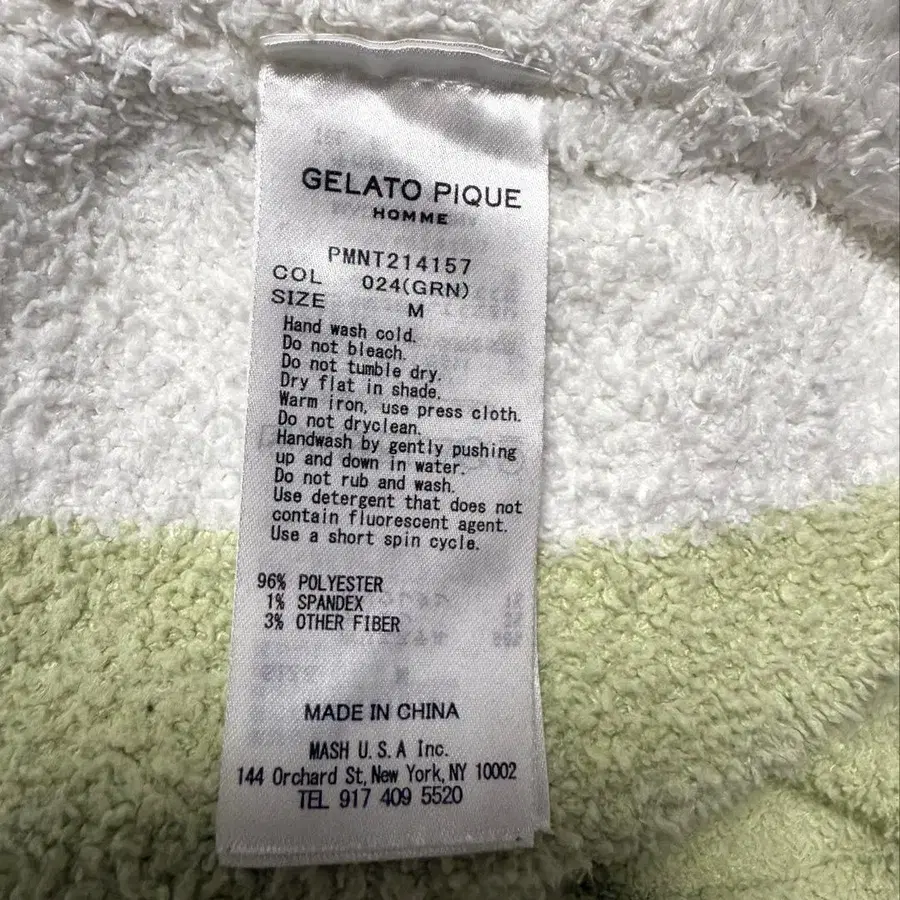 GELATO PIQUE
HOMME
PMNT214157
COL 024(GRN)
SIZE M
Hand wash cold.
Do not bleach.
Do not tumble dry.
Dry flat in shade.
Warm iron, use press cloth.
Do not dryclean.
Handwash by gently pushing
up and down in water.
Do not rub and wash.
Use detergent that does not
contain fluorescent agent.
Use a short spin cycle.
96% POLYESTER
1% SPANDEX
3% OTHER FIBER
MADE IN CHINA
MASH U.S.A Inc.
144 Orchard St, New York, NY 10002
TEL 917 409 5520